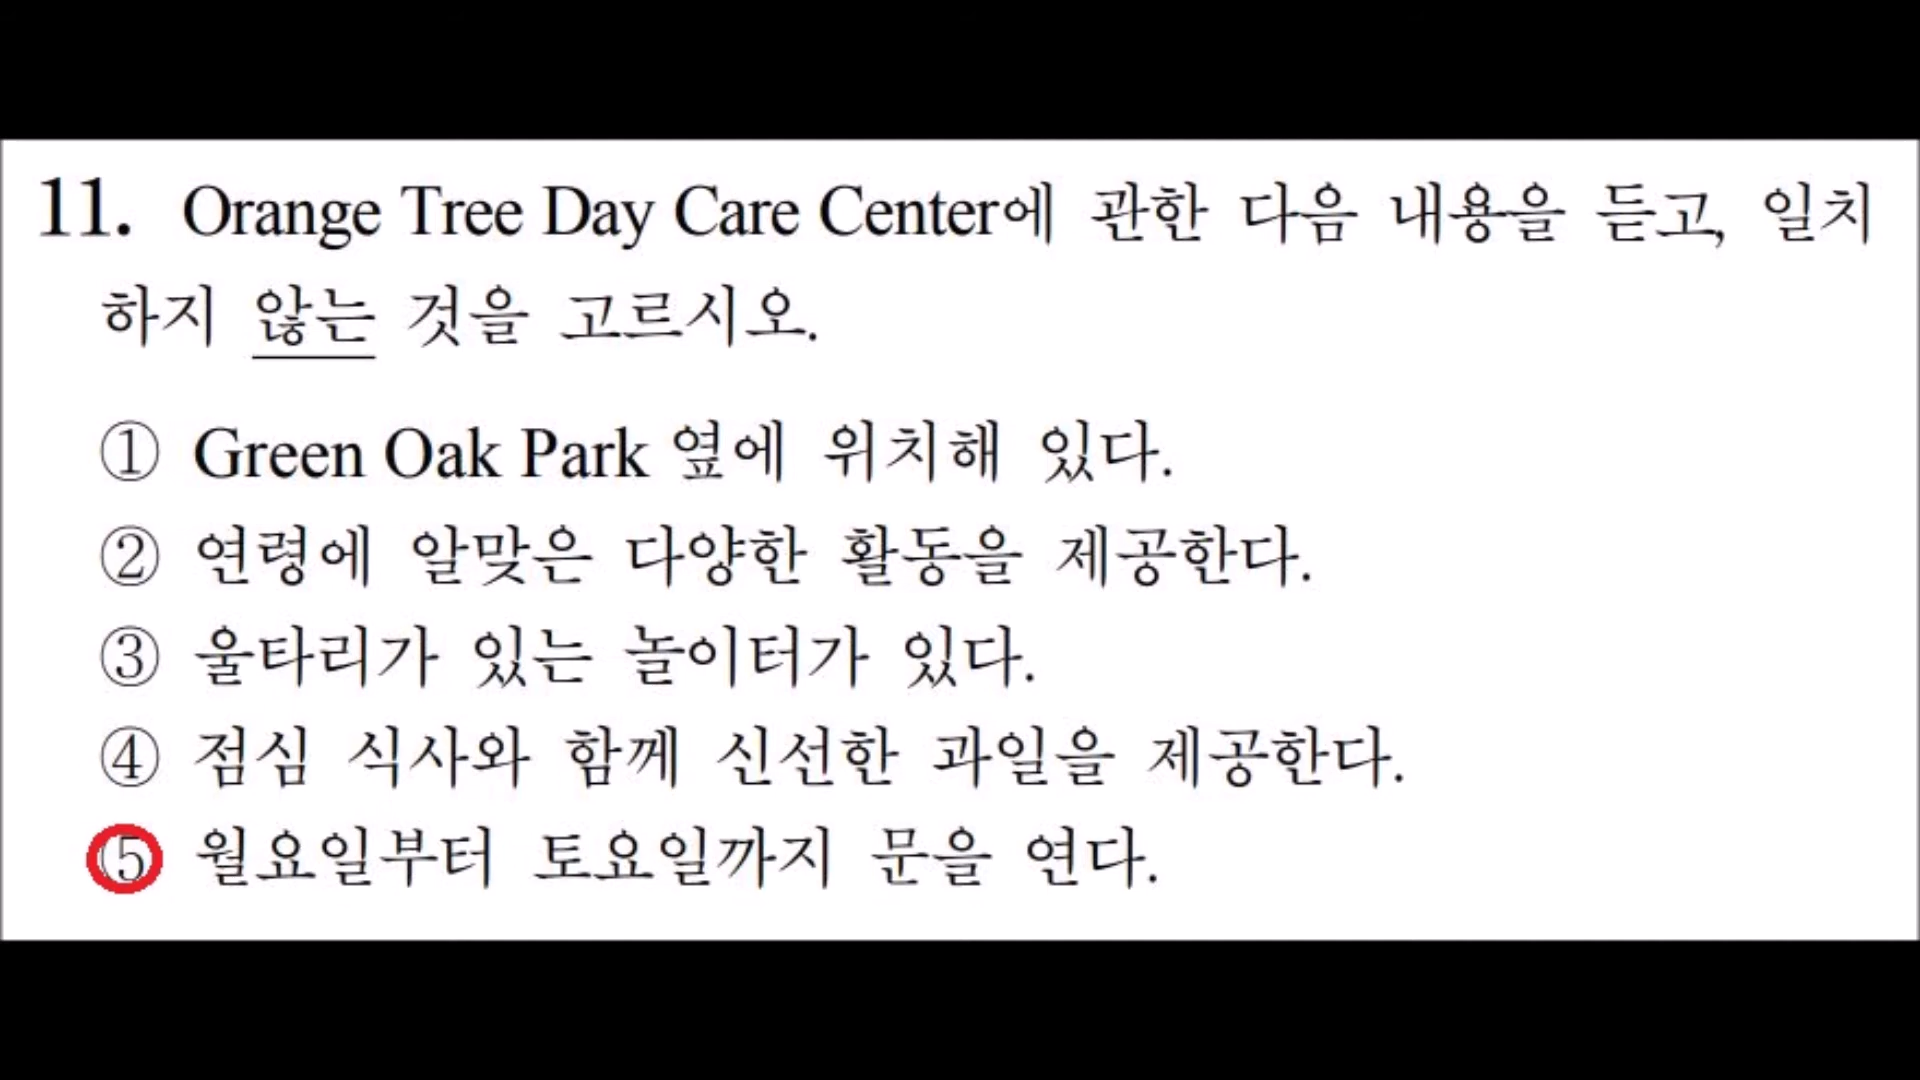 11. Orange Tree Day Care Center에 관한 다음 내용을 듣고, 일치
하지 않는 것을 고르시오.
① Green Oak Park 옆에 위치해 있다.
② 연령에 알맞은 다양한 활동을 제공한다.
③ 울타리가 있는 놀이터가 있다.
④ 점심 식사와 함께 신선한 과일을 제공한다.
⑤ 월요일부터 토요일까지 문을 연다.